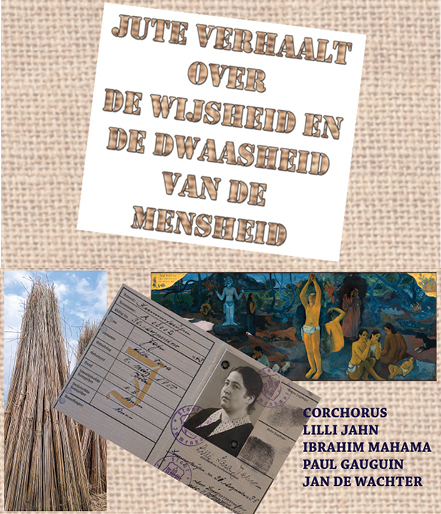 JUTE VERHAALT
OVER
DE WIJSHEID EN
DE DWAASHEID
VAN DE
MENSHEID
CORCHORUS
LILLI JAHN
IBRAHIM MAHAMA
PAUL GAUGUIN
JAN DE WACHTER